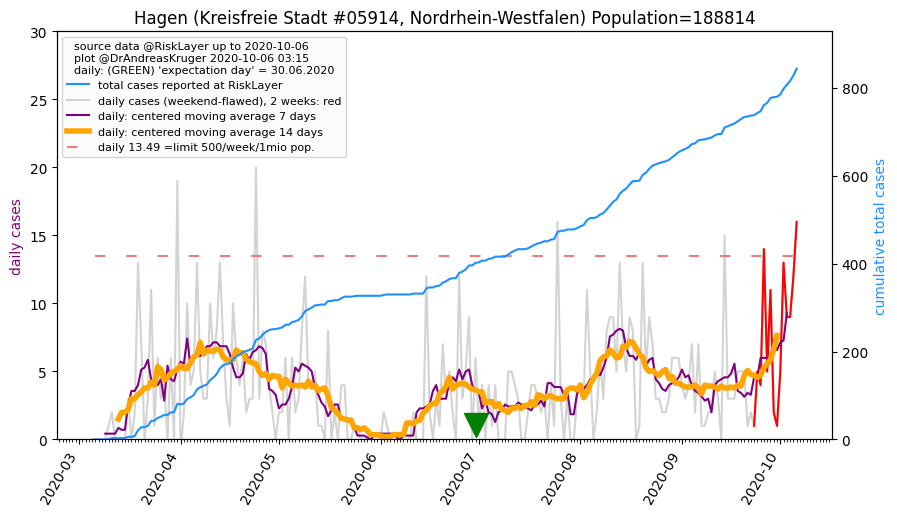 Hagen (Kreisfreie Stadt #05914, Nordrhein-Westfalen) Population=188814
source data @RiskLayer up to 2020-10-06
plot @DrAndreasKruger 2020-10-06 03:15
daily: (GREEN) 'expectation day' = 30.06.2020
total cases reported at RiskLayer
daily cases (weekend-flawed), 2 weeks: red
daily: centered moving average 7 days
daily: centered moving average 14 days
daily 13.49 =limit 500/week/1mio pop.
daily cases
30
25
20
15
10
5
0
cumulative total cases
800
600
400
200
0
2020-03
2020-04
2020-05
2020-06
2020-07
2020-08
2020-09
2020-10